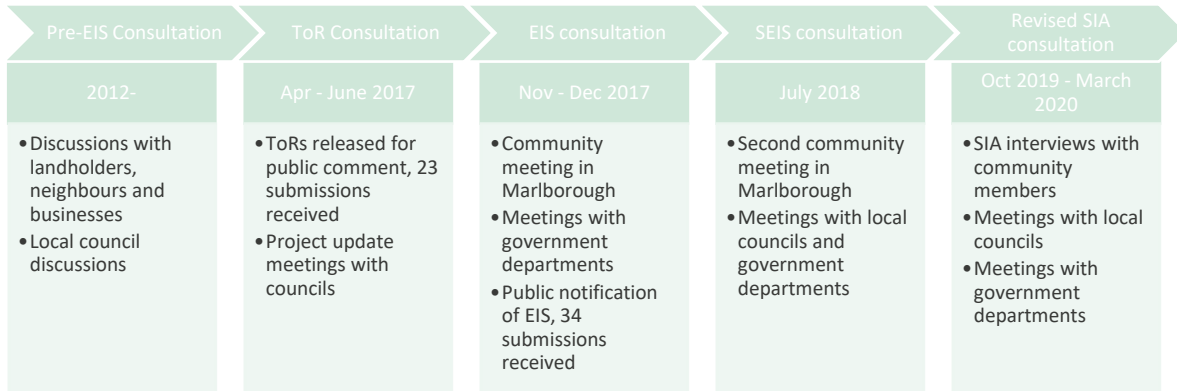 Pre-EIS Consultation
ToR Consultation
EIS consultation
SEIS consultation
Revised SIA
consultation
2012-
Apr - June 2017
Nov - Dec 2017
July 2018
Oct 2019 - March
2020
•Discussions with
landholders,
neighbours and
businesses
•Local council
discussions
•ToRs released for
public comment, 23
submissions
received
•Project update
meetings with
councils
•Community
meeting in
Marlborough
•Meetings with
government
departments
•Public notification
of EIS, 34
submissions
received
•Second community
meeting in
Marlborough
•Meetings with local
councils and
government
departments
•SIA interviews with
community
members
•Meetings with local
councils
•Meetings with
government
departments